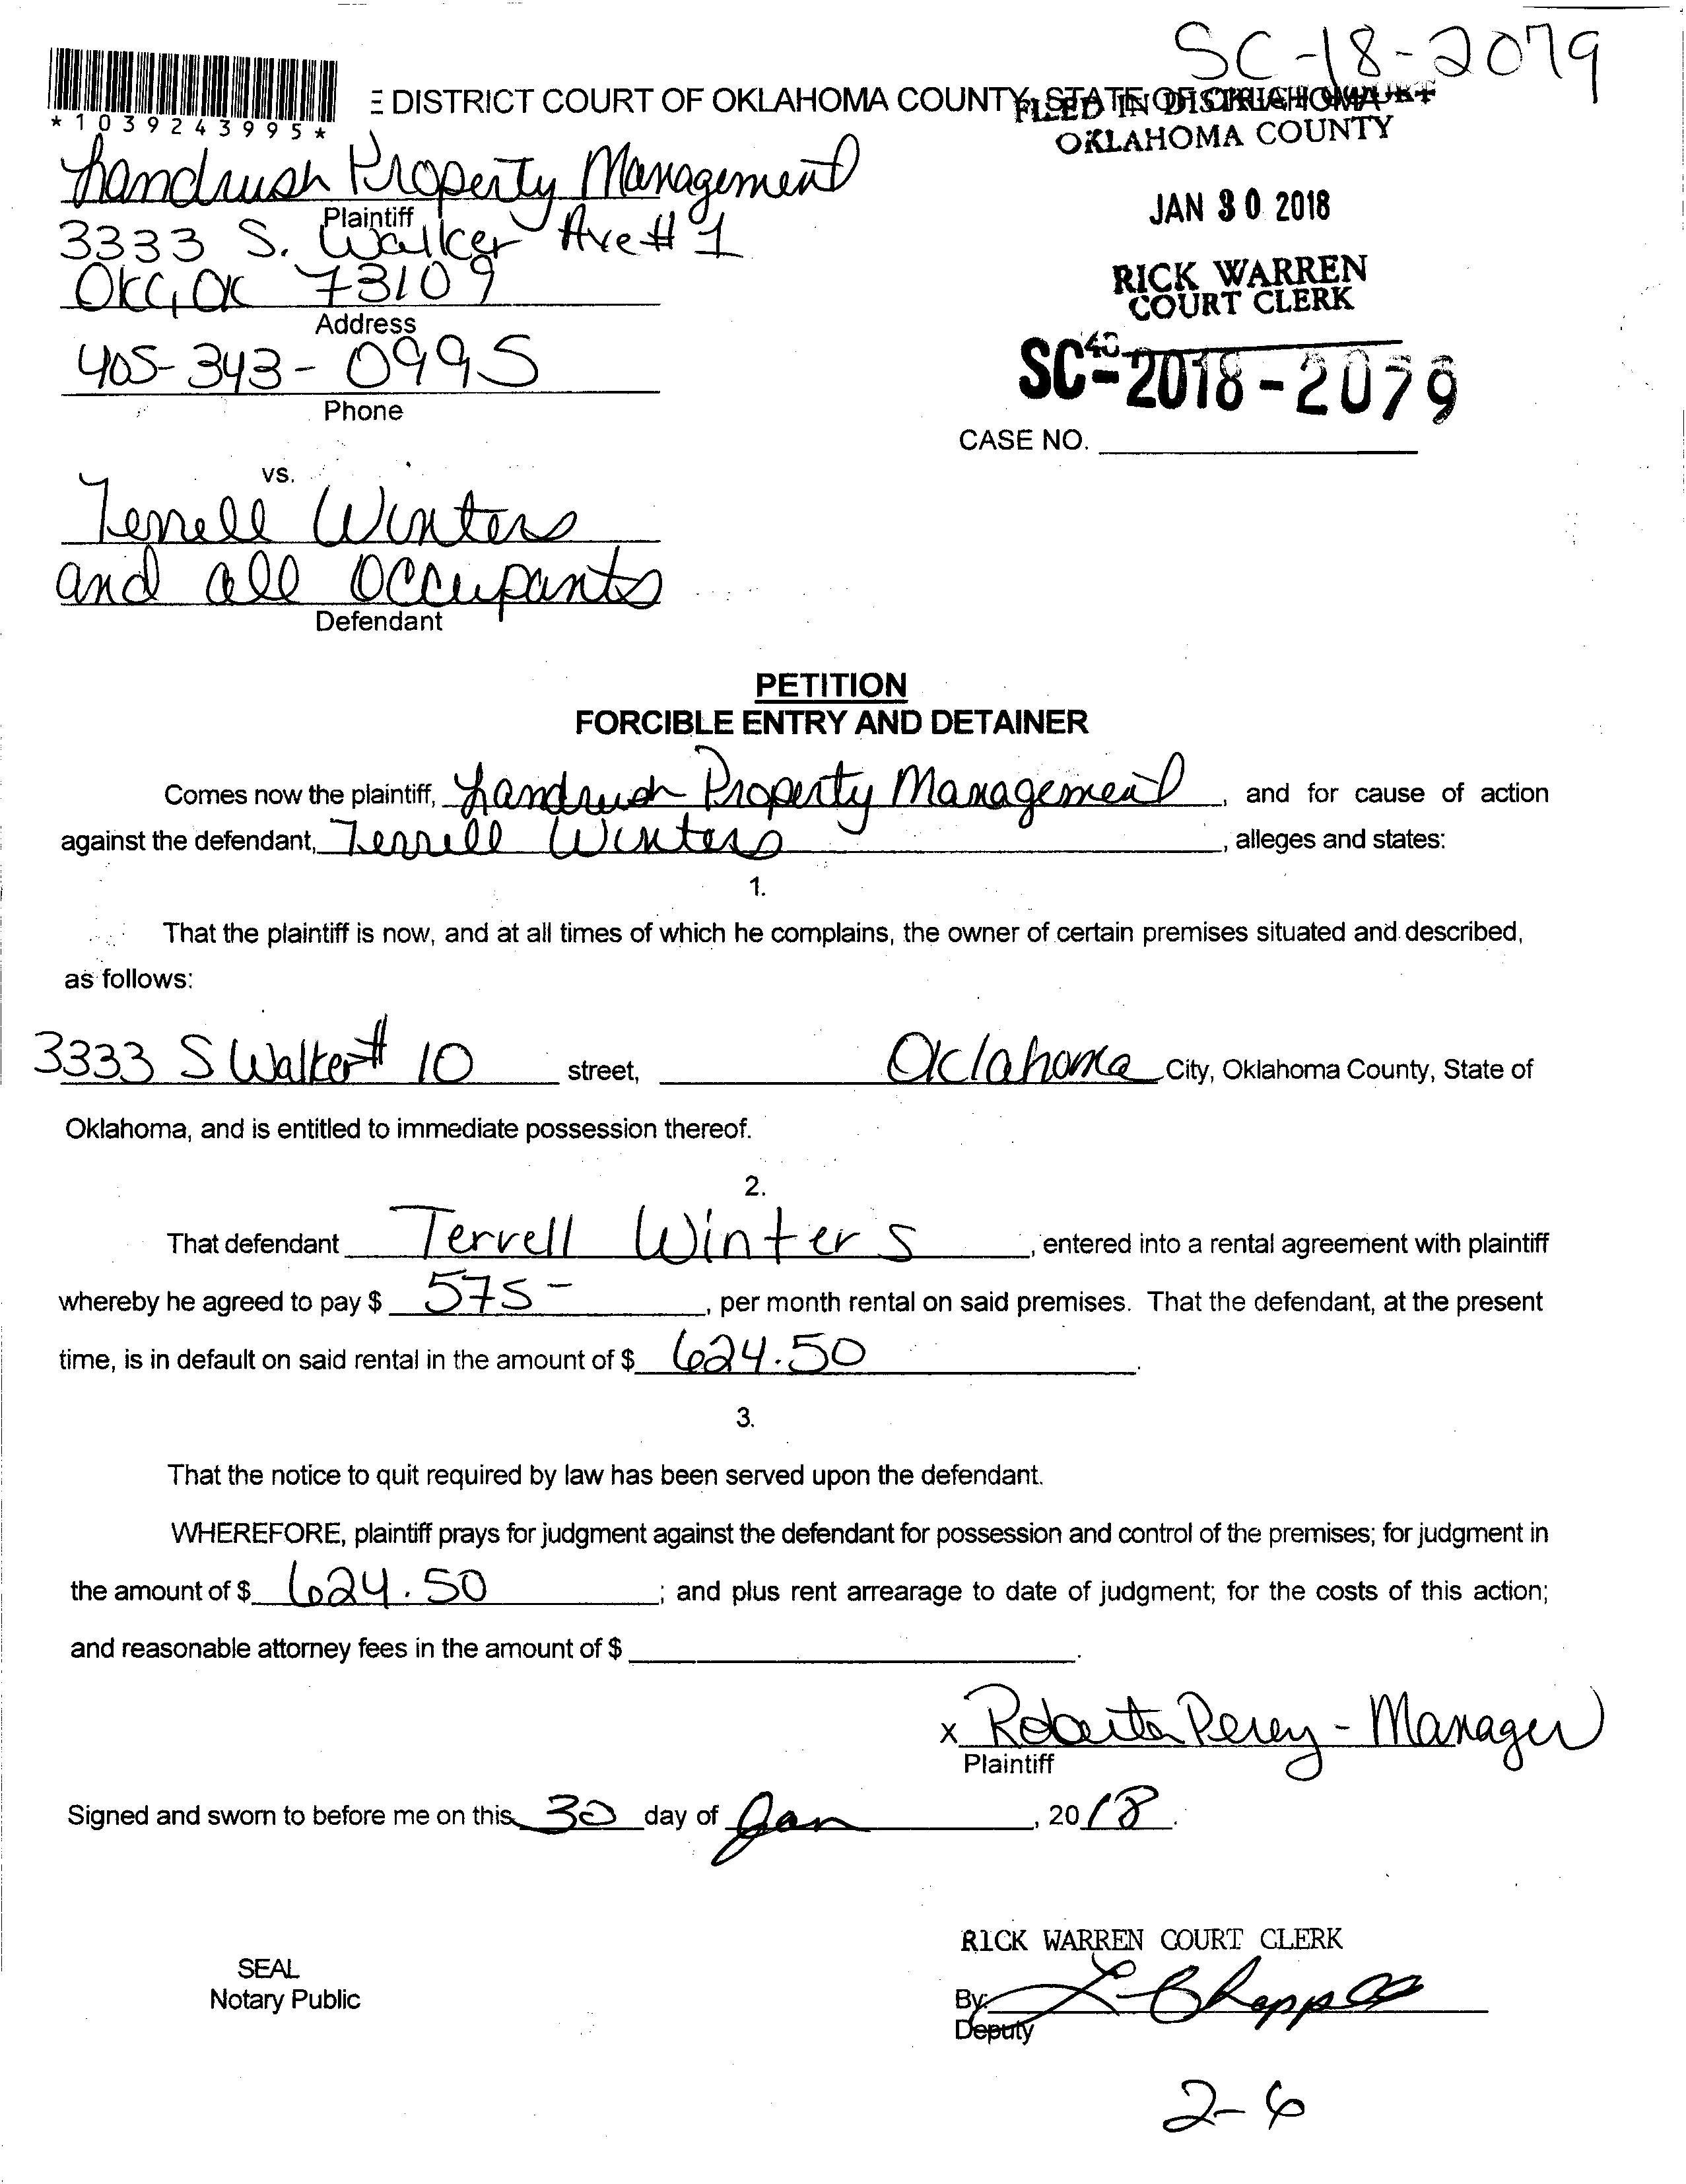 SC-18-2079
*1039243995*
E DISTRICT COURT OF OKLAHOMA COUNTY, STATE OF OKLAHOMA
FILED IN DISTRICT COURT
OKLAHOMA COUNTY
Landrush Property Management
Plaintiff
3333 S. Walker Ave # 1
OKC, OK 73109
Address
405-343-0995
Phone
JAN 30 2018
RICK WARREN
COURT CLERK
SC-2018-2079
CASE NO.
vs.
Terrell Winters
and all Occupants
Defendant
PETITION
FORCIBLE ENTRY AND DETAINER
Comes now the plaintiff, Landrush Property Management, and for cause of action
against the defendant, Terrell Winters, alleges and states:
1.
That the plaintiff is now, and at all times of which he complains, the owner of certain premises situated and described,
as follows:
3333 S Walker # 10 street, Oklahoma City, Oklahoma County, State of
Oklahoma, and is entitled to immediate possession thereof.
2.
That defendant Terrell Winters, entered into a rental agreement with plaintiff
whereby he agreed to pay $ 575-, per month rental on said premises. That the defendant, at the present
time, is in default on said rental in the amount of $ 624.50.
3.
That the notice to quit required by law has been served upon the defendant.
WHEREFORE, plaintiff prays for judgment against the defendant for possession and control of the premises; for judgment in
the amount of $ 624.50; and plus rent arrearage to date of judgment; for the costs of this action;
and reasonable attorney fees in the amount of $ .
x Roberta Perey - Manager
Plaintiff
Signed and sworn to before me on this 30 day of Jan, 2018.
RICK WARREN COURT CLERK
SEAL
Notary Public
By:
Deputy
2-6